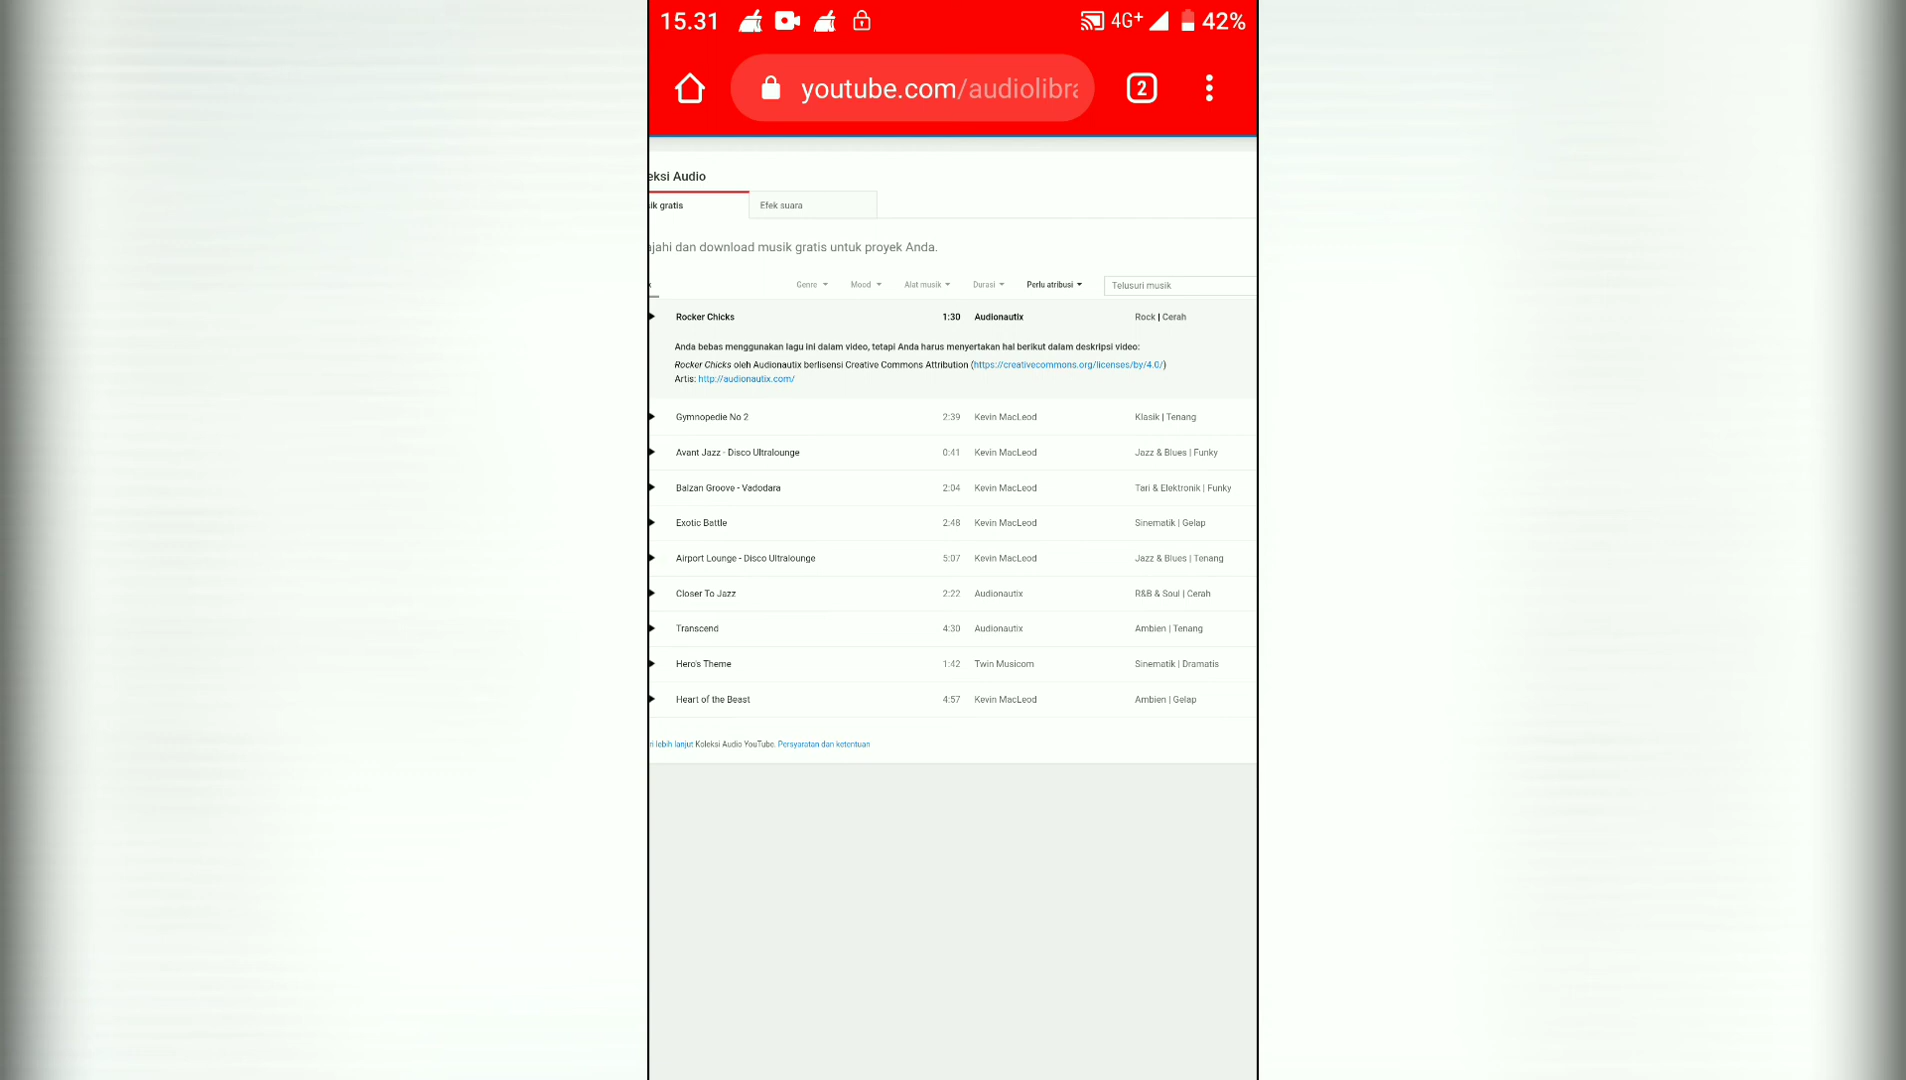 15.31 4G+ 42%
youtube.com/audiolibra 2
eksi Audio
ik gratis Efek suara
ajahi dan download musik gratis untuk proyek Anda.
Genre Mood Alat musik Durasi Perlu atribusi Telusuri musik
Rocker Chicks 1:30 Audionautix Rock | Cerah
Anda bebas menggunakan lagu ini dalam video, tetapi Anda harus menyertakan hal berikut dalam deskripsi video:
Rocker Chicks oleh Audionautix berlisensi Creative Commons Attribution (https://creativecommons.org/licenses/by/4.0/)
Artis: http://audionautix.com/
Gymnopedie No 2 2:39 Kevin MacLeod Klasik | Tenang
Avant Jazz - Disco Ultralounge 0:41 Kevin MacLeod Jazz & Blues | Funky
Balzan Groove - Vadodara 2:04 Kevin MacLeod Tari & Elektronik | Funky
Exotic Battle 2:48 Kevin MacLeod Sinematik | Gelap
Airport Lounge - Disco Ultralounge 5:07 Kevin MacLeod Jazz & Blues | Tenang
Closer To Jazz 2:22 Audionautix R&B & Soul | Cerah
Transcend 4:30 Audionautix Ambien | Tenang
Hero's Theme 1:42 Twin Musicom Sinematik | Dramatis
Heart of the Beast 4:57 Kevin MacLeod Ambien | Gelap
ri lebih lanjut Koleksi Audio YouTube. Persyaratan dan ketentuan